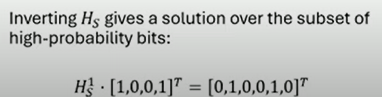 Inverting H_S gives a solution over the subset of
high-probability bits:
H_S^1 · [1,0,0,1]^T = [0,1,0,0,1,0]^T